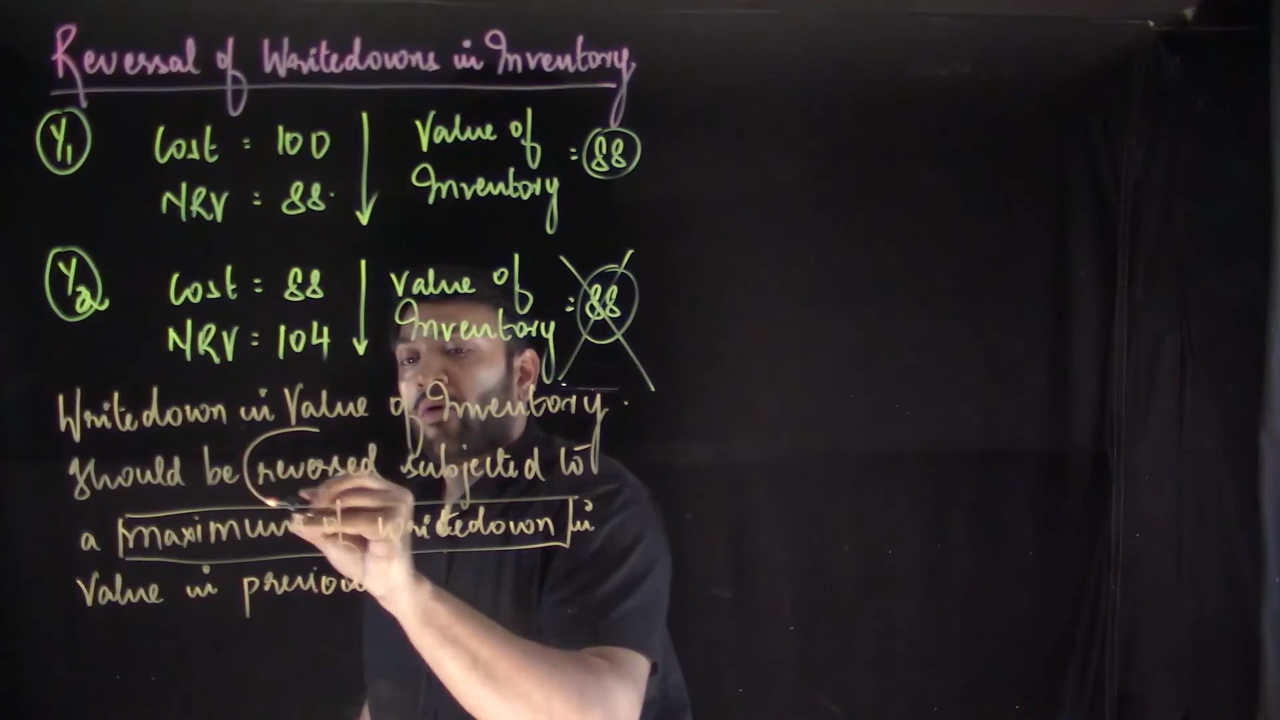 Reversal of Writedowns in Inventory
Y1 Cost = 100 Value of
NRV = 88. Inventory = 88
Y2 Cost = 88 Value of
NRV = 104 Inventory = 88
Writedown in Value of Inventory.
should be reversed subjected to
a maximum of writedown in
Value in